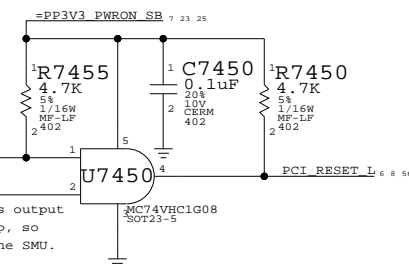 =PP3V3_PWRON_SB 7 23 25
1 R7455
4.7K
5%
1/16W
MF-LF
2 402
1 C7450
0.1uF
20%
10V
2 CERM
402
1 R7450
4.7K
5%
1/16W
MF-LF
2 402
5
1
U7450 4
2
3
MC74VHC1G08
SOT23-5
PCI_RESET_L 6 8
s output
p, so
ne SMU.